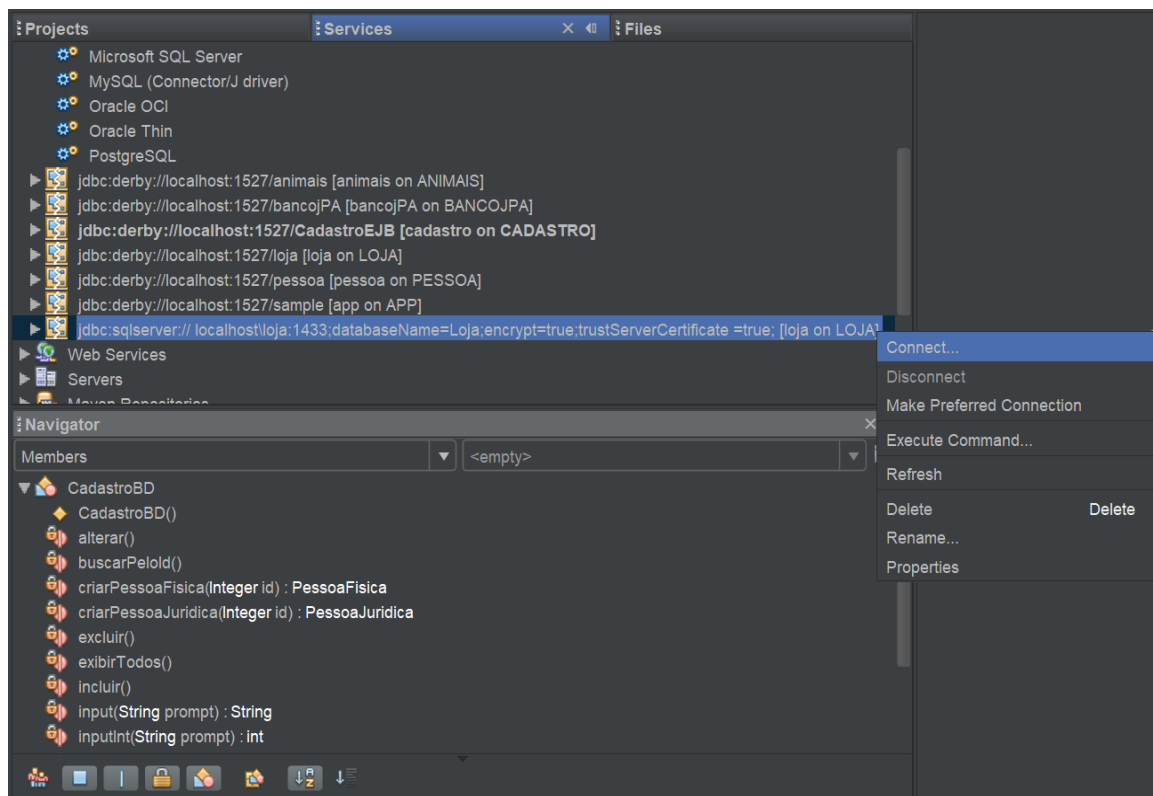 Projects
Services
Files
Microsoft SQL Server
MySQL (Connector/J driver)
Oracle OCI
Oracle Thin
PostgreSQL
jdbc:derby://localhost:1527/animais [animais on ANIMAIS]
jdbc:derby://localhost:1527/bancojPA [bancojPA on BANCOJPA]
jdbc:derby://localhost:1527/CadastroEJB [cadastro on CADASTRO]
jdbc:derby://localhost:1527/loja [loja on LOJA]
jdbc:derby://localhost:1527/pessoa [pessoa on PESSOA]
jdbc:derby://localhost:1527/sample [app on APP]
jdbc:sqlserver:// localhost\loja:1433;databaseName=Loja;encrypt=true;trustServerCertificate =true; [loja on LOJA]
Web Services
Servers
Maven Repositories
Connect...
Disconnect
Make Preferred Connection
Execute Command...
Refresh
Delete Delete
Rename...
Properties
Navigator
Members
<empty>
CadastroBD
CadastroBD()
alterar()
buscarPeloId()
criarPessoaFisica(Integer id) : PessoaFisica
criarPessoaJuridica(Integer id) : PessoaJuridica
excluir()
exibirTodos()
incluir()
input(String prompt) : String
inputInt(String prompt) : int